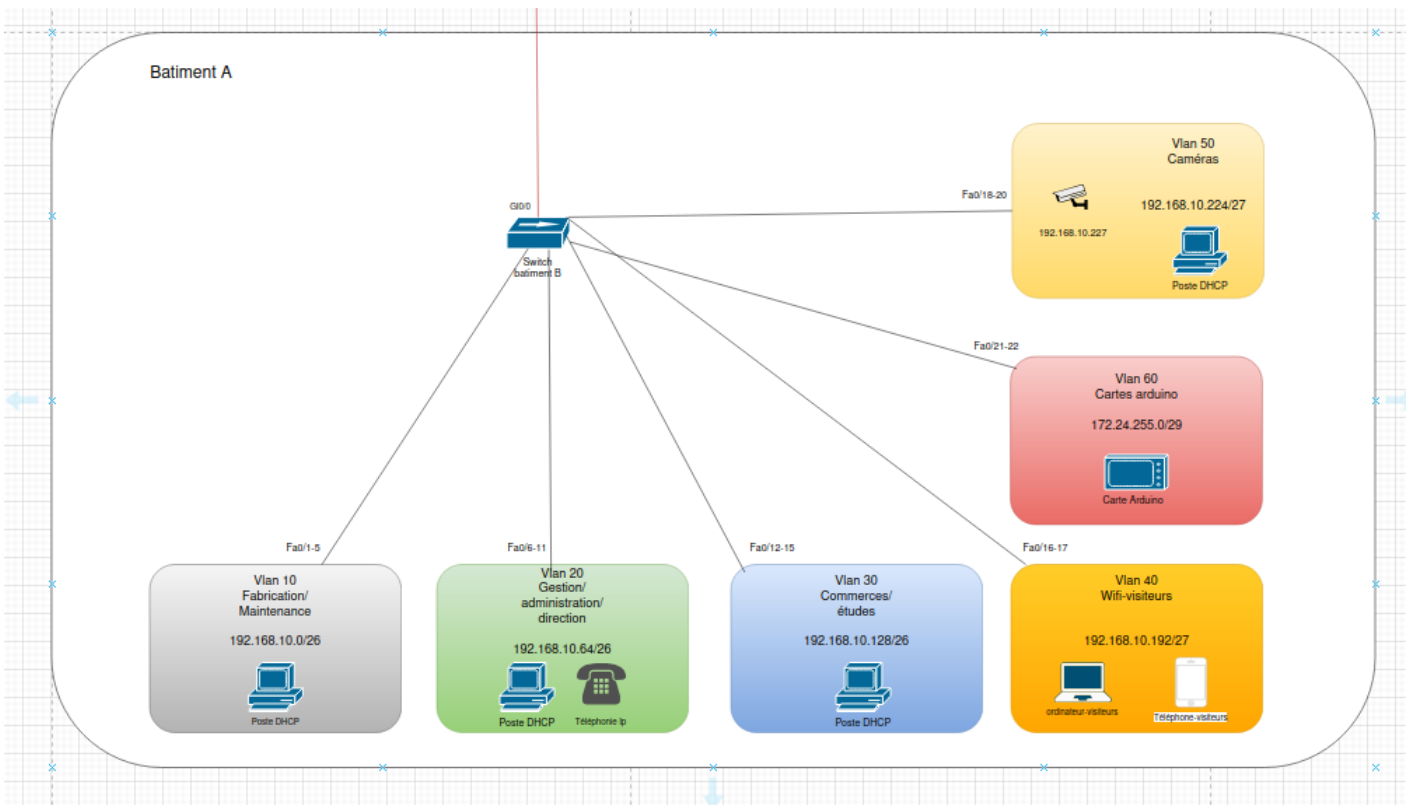 Batiment A
GI0/0
Switch
batiment B
Fa0/18-20
Vlan 50
Caméras
192.168.10.224/27
192.168.10.227
Poste DHCP
Fa0/21-22
Vlan 60
Cartes arduino
172.24.255.0/29
Carte Arduino
Fa0/1-5
Vlan 10
Fabrication/
Maintenance
192.168.10.0/26
Poste DHCP
Fa0/6-11
Vlan 20
Gestion/
administration/
direction
192.168.10.64/26
Poste DHCP
Téléphonie Ip
Fa0/12-15
Vlan 30
Commerces/
études
192.168.10.128/26
Poste DHCP
Fa0/16-17
Vlan 40
Wifi-visiteurs
192.168.10.192/27
ordinateur-visiteurs
Téléphone-visiteurs